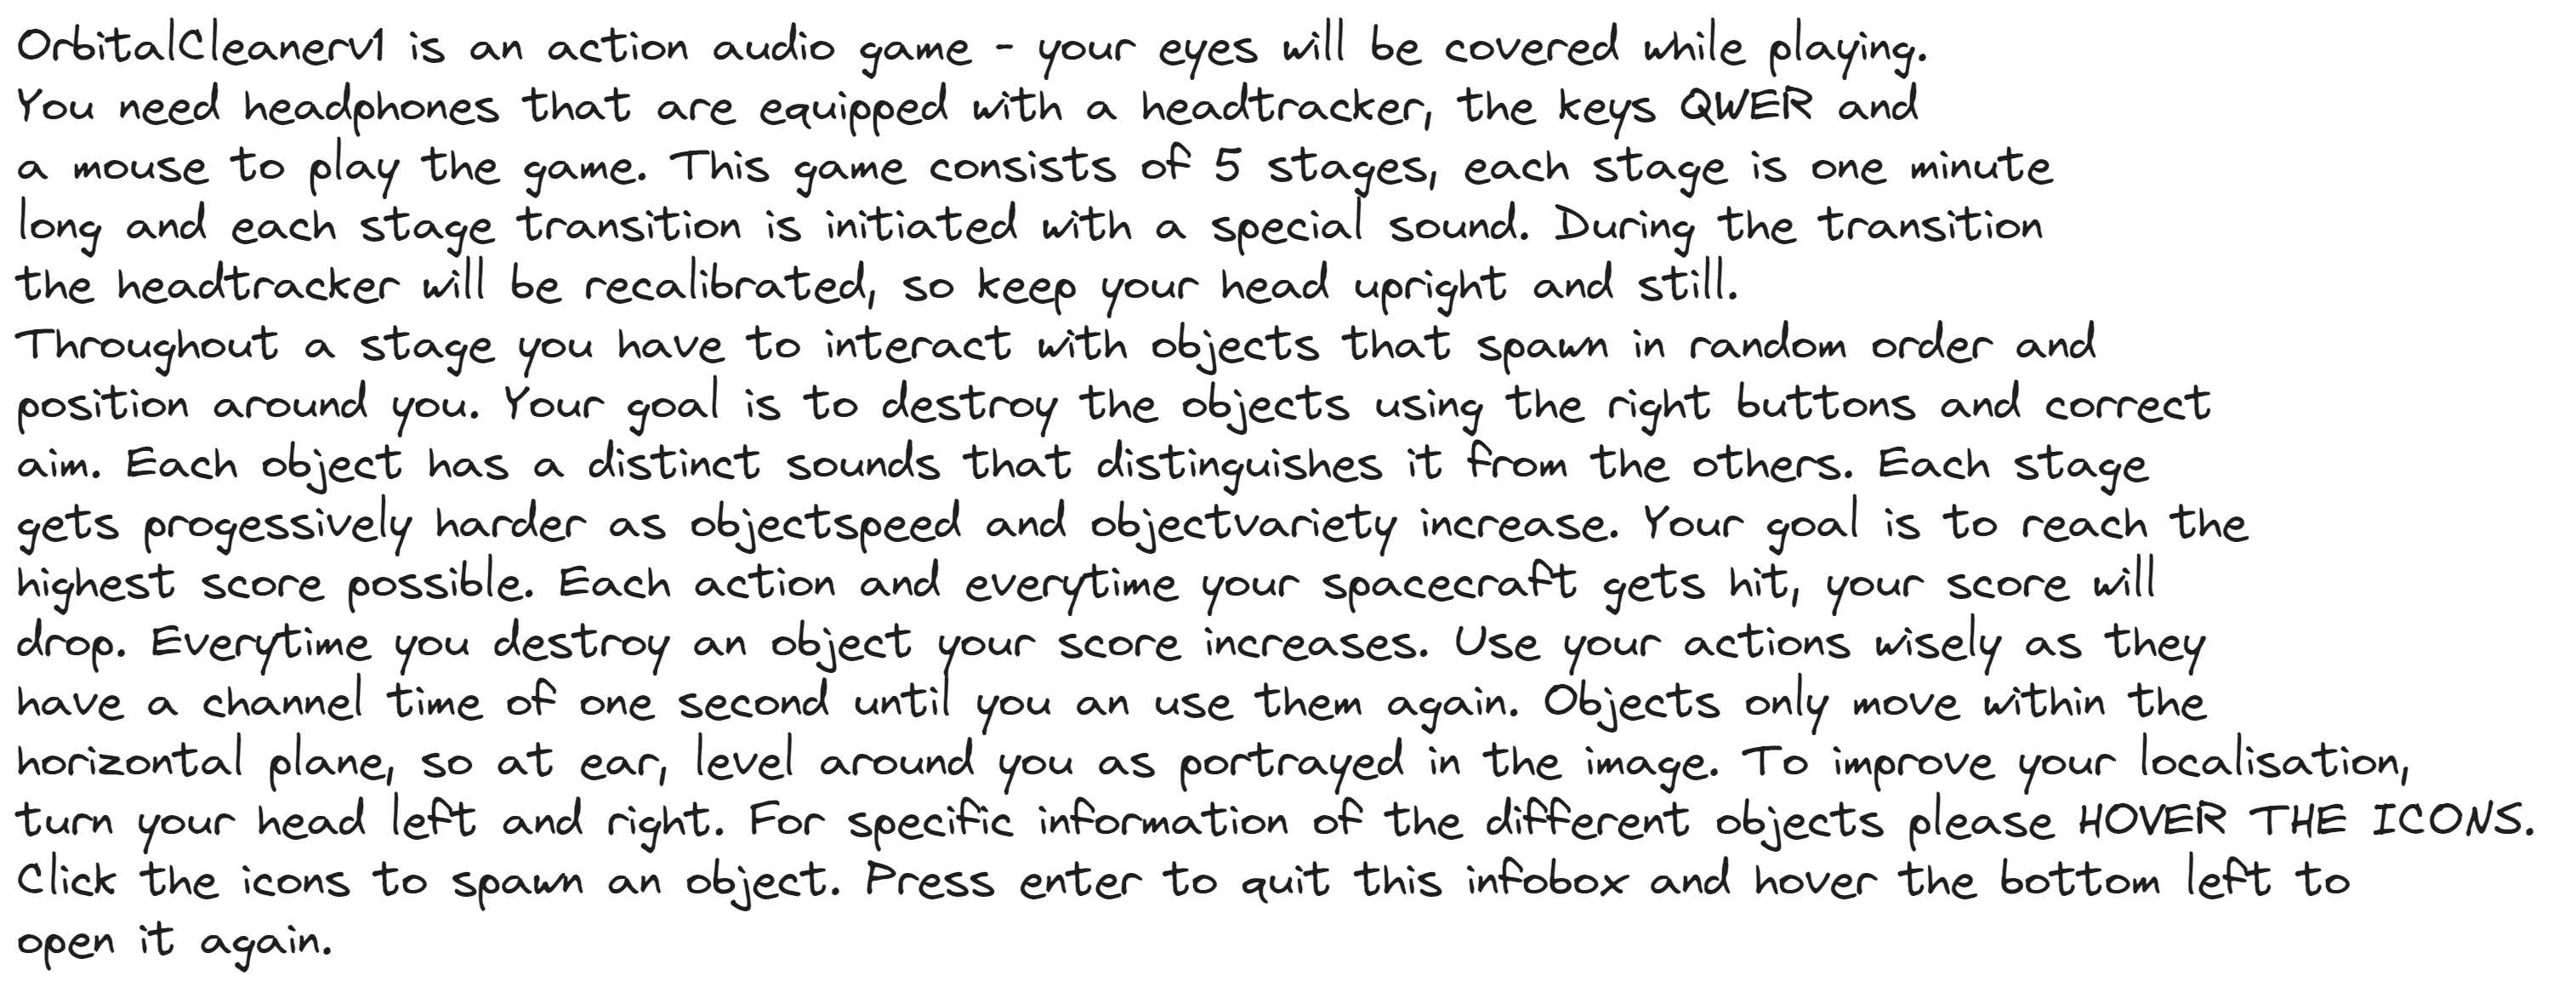 OrbitalCleanerv1 is an action audio game - your eyes will be covered while playing.
You need headphones that are equipped with a headtracker, the keys QWER and
a mouse to play the game. This game consists of 5 stages, each stage is one minute
long and each stage transition is initiated with a special sound. During the transition
the headtracker will be recalibrated, so keep your head upright and still.
Throughout a stage you have to interact with objects that spawn in random order and
position around you. Your goal is to destroy the objects using the right buttons and correct
aim. Each object has a distinct sounds that distinguishes it from the others. Each stage
gets progessively harder as objectspeed and objectvariety increase. Your goal is to reach the
highest score possible. Each action and everytime your spacecraft gets hit, your score will
drop. Everytime you destroy an object your score increases. Use your actions wisely as they
have a channel time of one second until you an use them again. Objects only move within the
horizontal plane, so at ear, level around you as portrayed in the image. To improve your localisation,
turn your head left and right. For specific information of the different objects please HOVER THE ICONS.
Click the icons to spawn an object. Press enter to quit this infobox and hover the bottom left to
open it again.